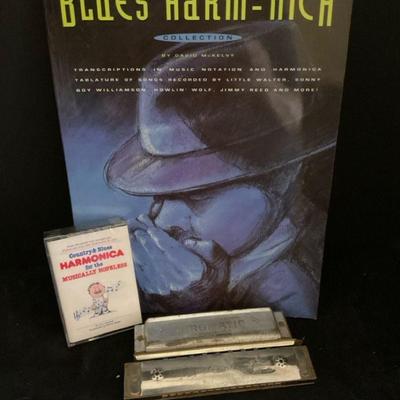 BLUES HARM-NICA
COLLECTION
BY DAVID McKELVY
TRANSCRIPTIONS IN MUSIC NOTATION AND HARMONICA
TABLATURE OF SONGS RECORDED BY LITTLE WALTER, SONNY
BOY WILLIAMSON, HOWLIN' WOLF, JIMMY REED AND MORE!
Country & Blues
HARMONICA
for the
MUSICALLY HOPELESS